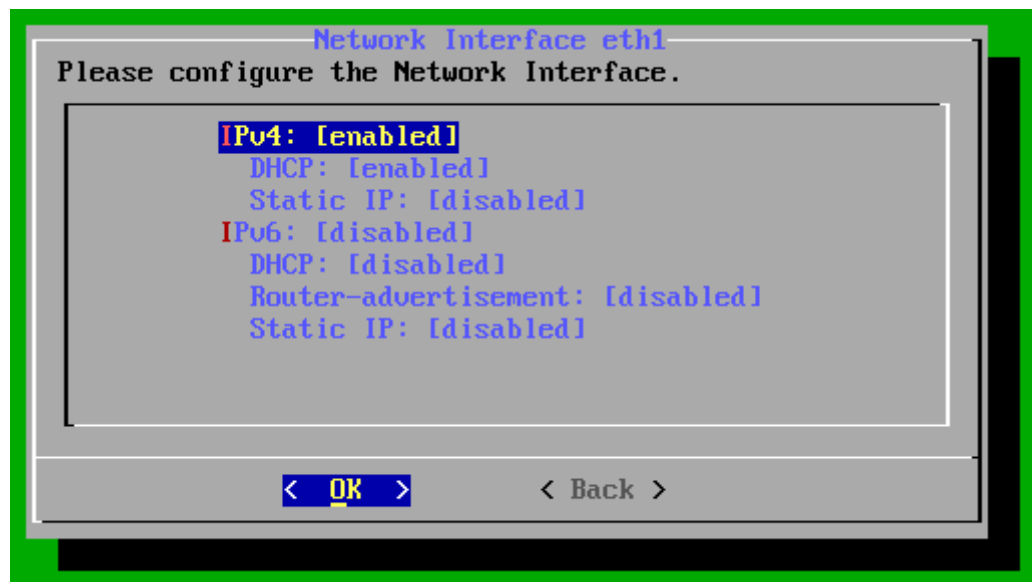 Network Interface eth1
Please configure the Network Interface.
IPv4: [enabled]
DHCP: [enabled]
Static IP: [disabled]
IPv6: [disabled]
DHCP: [disabled]
Router-advertisement: [disabled]
Static IP: [disabled]
< OK > < Back >